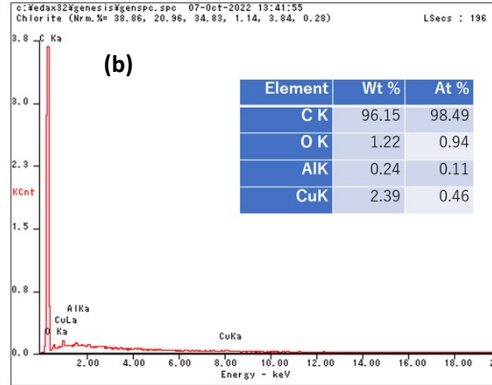 c:¥edax32¥genesis¥genspc.spc 07-Oct-2022 13:41:55
Chlorite (Nrm.%= 38.86, 20.96, 34.83, 1.14, 3.84, 0.28) LSecs : 196
3.8
C Ka
(b)
Element Wt % At %
C K 96.15 98.49
O K 1.22 0.94
AlK 0.24 0.11
CuK 2.39 0.46
3.0
2.3
KCnt
1.5
0.8
AlKa
CuLa
O Ka
CuKa
0.0
2.00 4.00 6.00 8.00 10.00 12.00 14.00 16.00 18.00
Energy - keV